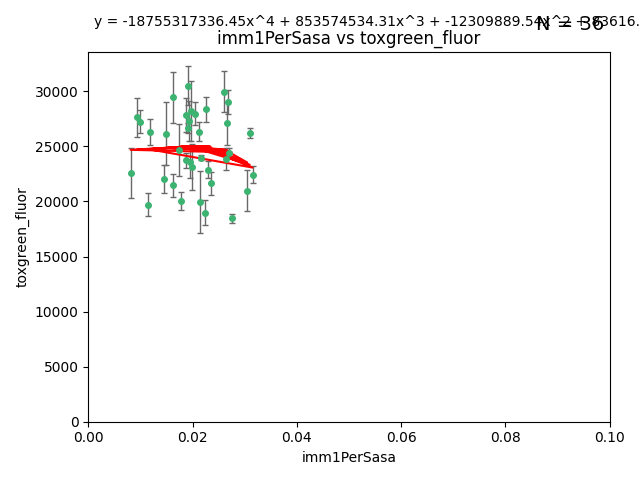 y = -18755317336.45x^4 + 853574534.31x^3 + -12309889.54x^2 + 83616.
N = 36
imm1PerSasa vs toxgreen_fluor
30000
25000
20000
15000
10000
5000
0
toxgreen_fluor
0.00 0.02 0.04 0.06 0.08 0.10
imm1PerSasa